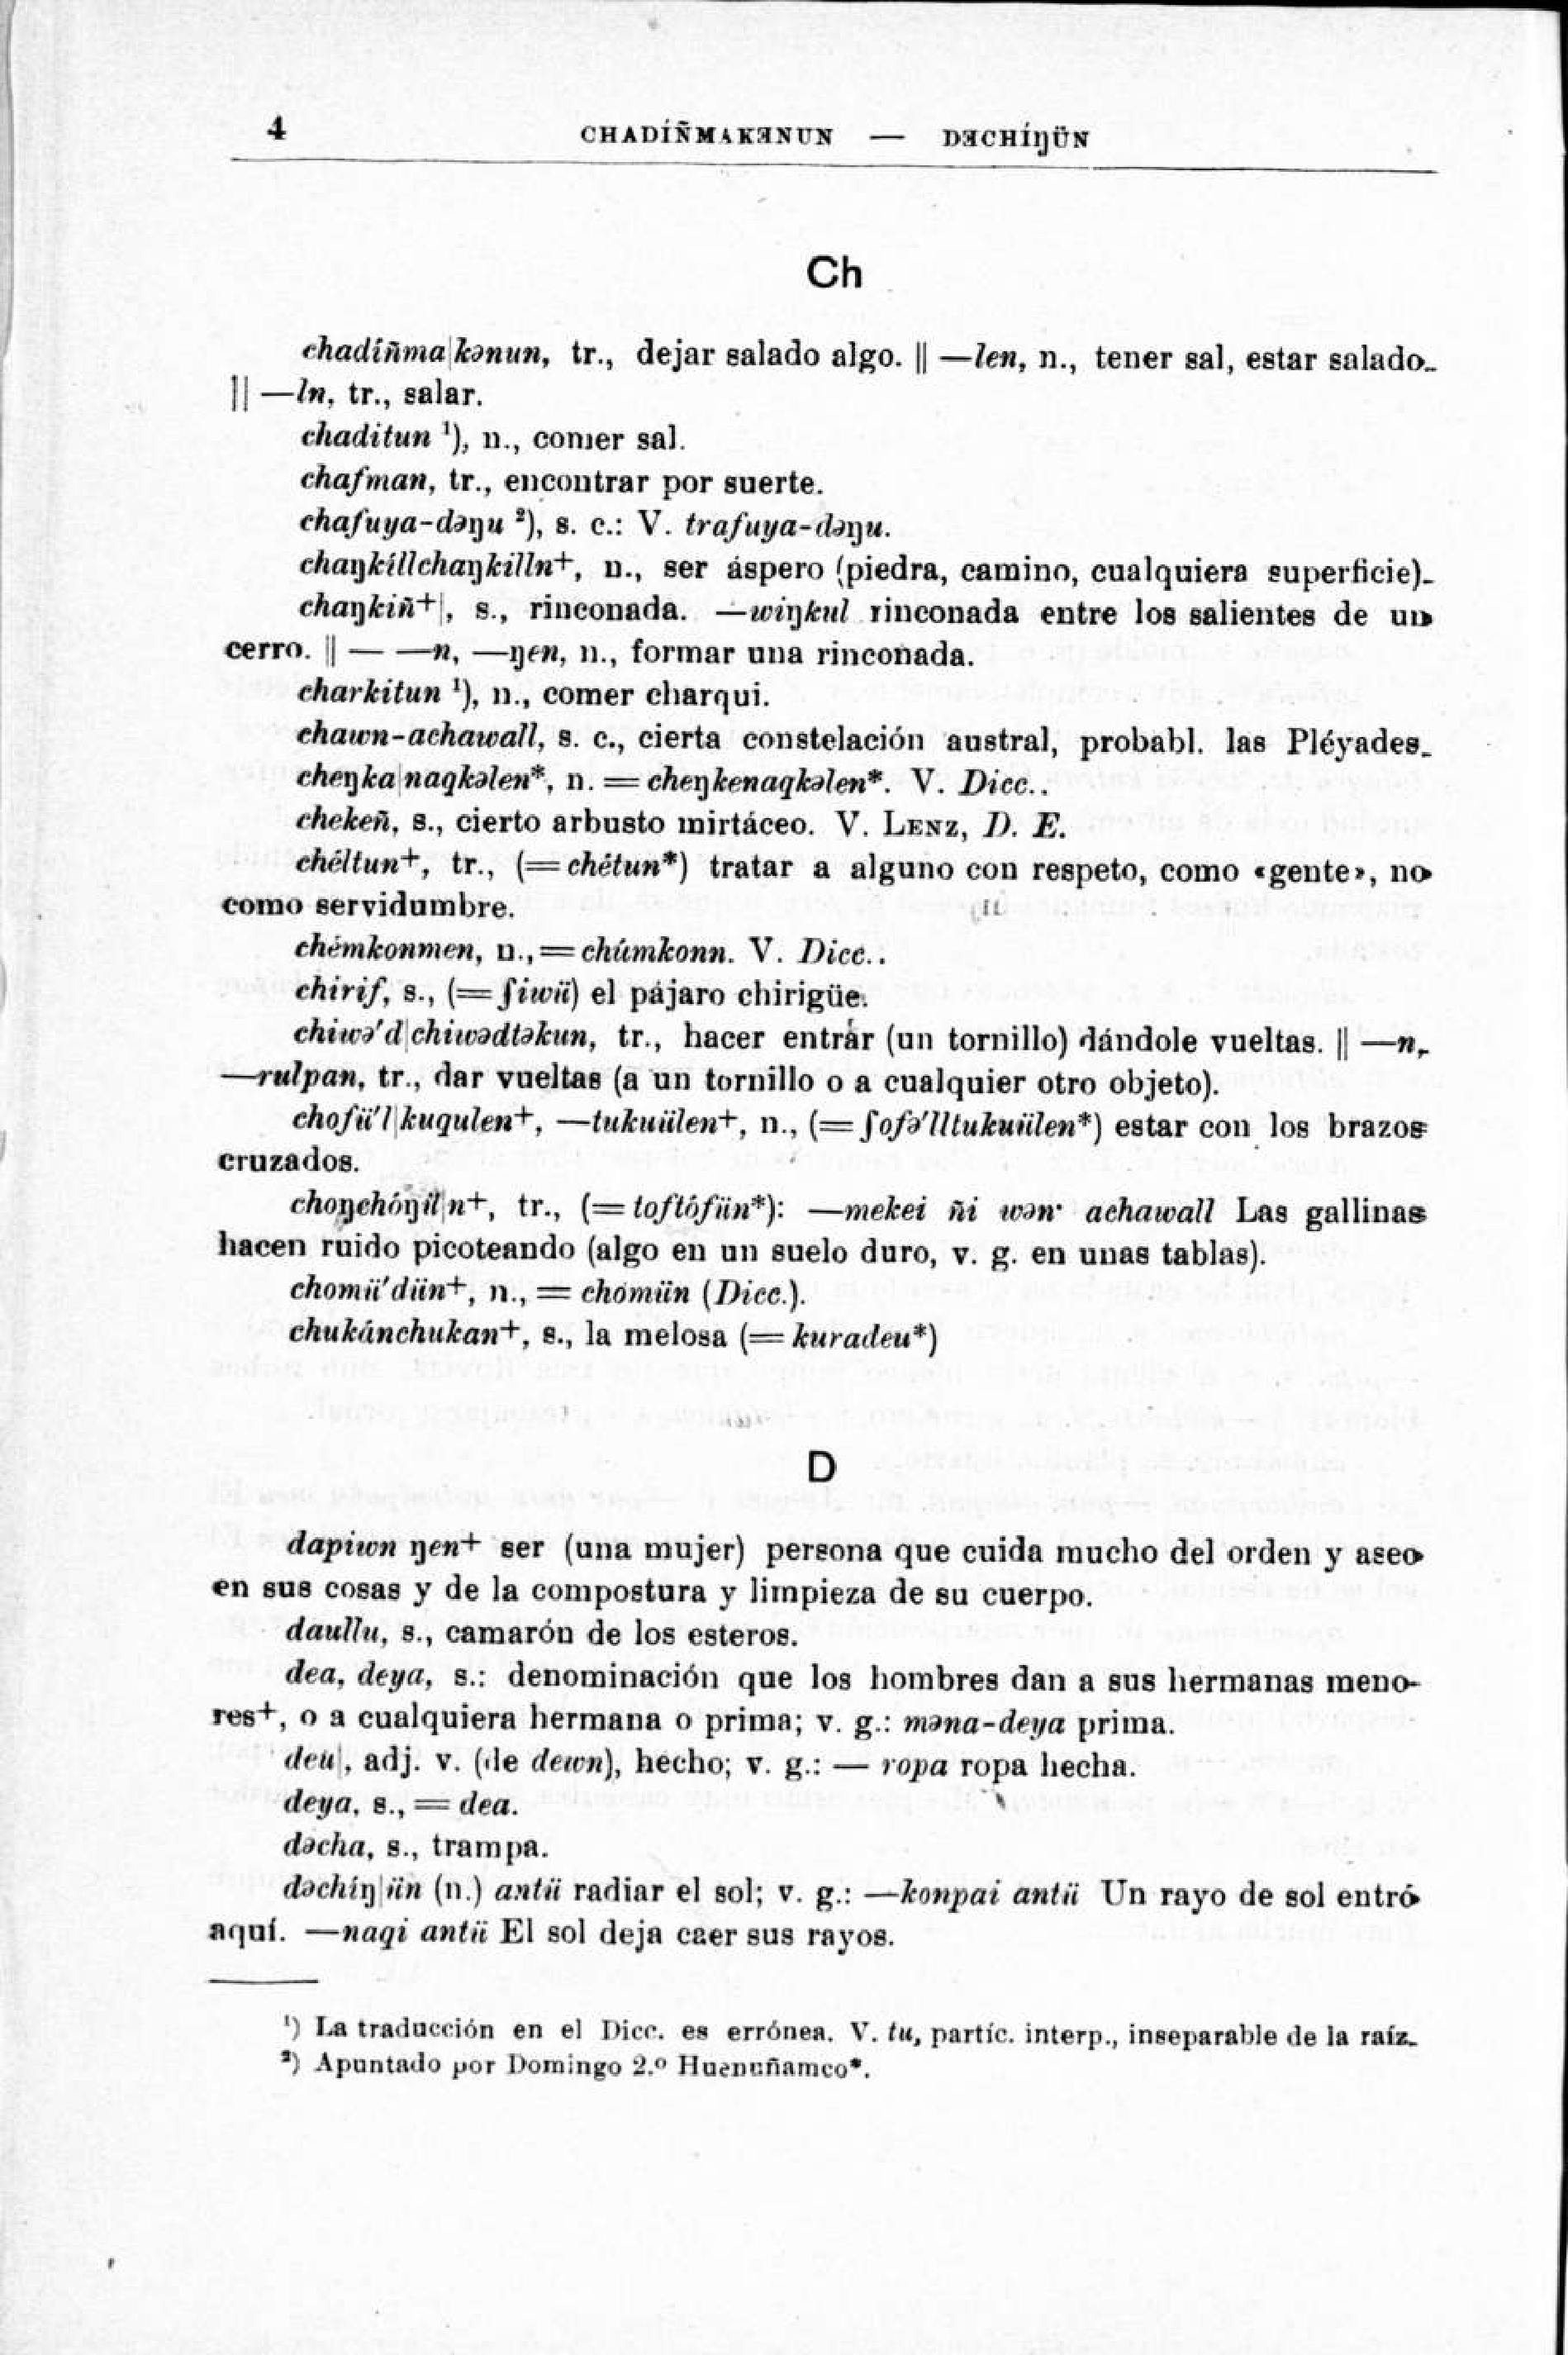 4 CHADÍÑMAKƎNUN — DƎCHÍŊÜN
Ch
chadíñma|kənun, tr., dejar salado algo. || —len, n., tener sal, estar salado.
|| —ln, tr., salar.
chaditun ¹), n., comer sal.
chafman, tr., encontrar por suerte.
chafuya-dəŋu ²), s. c.: V. trafuya-dəŋu.
chaŋkíllchaŋkilln+, n., ser áspero (piedra, camino, cualquiera superficie).
chaŋkiñ+|, s., rinconada. —wiŋkul rinconada entre los salientes de un
cerro. || — —n, —ŋen, n., formar una rinconada.
charkitun ¹), n., comer charqui.
chawn-achawall, s. c., cierta constelación austral, probabl. las Pléyades.
cheŋka|naqkəlen*, n. = cheŋkenaqkəlen*. V. Dicc..
chekeñ, s., cierto arbusto mirtáceo. V. LENZ, D. E.
chéltun+, tr., (= chétun*) tratar a alguno con respeto, como «gente», no
como servidumbre.
chémkonmen, n., = chúmkonn. V. Dicc..
chirif, s., (= ʃiwü) el pájaro chirigüe.
chiwə'd|chiwədtəkun, tr., hacer entrar (un tornillo) dándole vueltas. || —n,
—rulpan, tr., dar vueltas (a un tornillo o a cualquier otro objeto).
chofü'l|kuqulen+, —tukuülen+, n., (= ʃofə'lltukuülen*) estar con los brazos
cruzados.
choŋchóŋil|n+, tr., (= toftófün*): —mekei ñi wən· achawall Las gallinas
hacen ruido picoteando (algo en un suelo duro, v. g. en unas tablas).
chomü'dün+, n., = chomün (Dicc.).
chukánchukan+, s., la melosa (= kuradeu*)
D
dapiwn ŋen+ ser (una mujer) persona que cuida mucho del orden y aseo
en sus cosas y de la compostura y limpieza de su cuerpo.
daullu, s., camarón de los esteros.
dea, deya, s.: denominación que los hombres dan a sus hermanas meno-
res+, o a cualquiera hermana o prima; v. g.: məna-deya prima.
deu|, adj. v. (de dewn), hecho; v. g.: — ropa ropa hecha.
deya, s., = dea.
dəcha, s., trampa.
dəchíŋ|ün (n.) antü radiar el sol; v. g.: —konpai antü Un rayo de sol entró
aquí. —naqi antü El sol deja caer sus rayos.
¹) La traducción en el Dicc. es errónea. V. tu, partíc. interp., inseparable de la raíz.
²) Apuntado por Domingo 2.º Huenuñamco*.